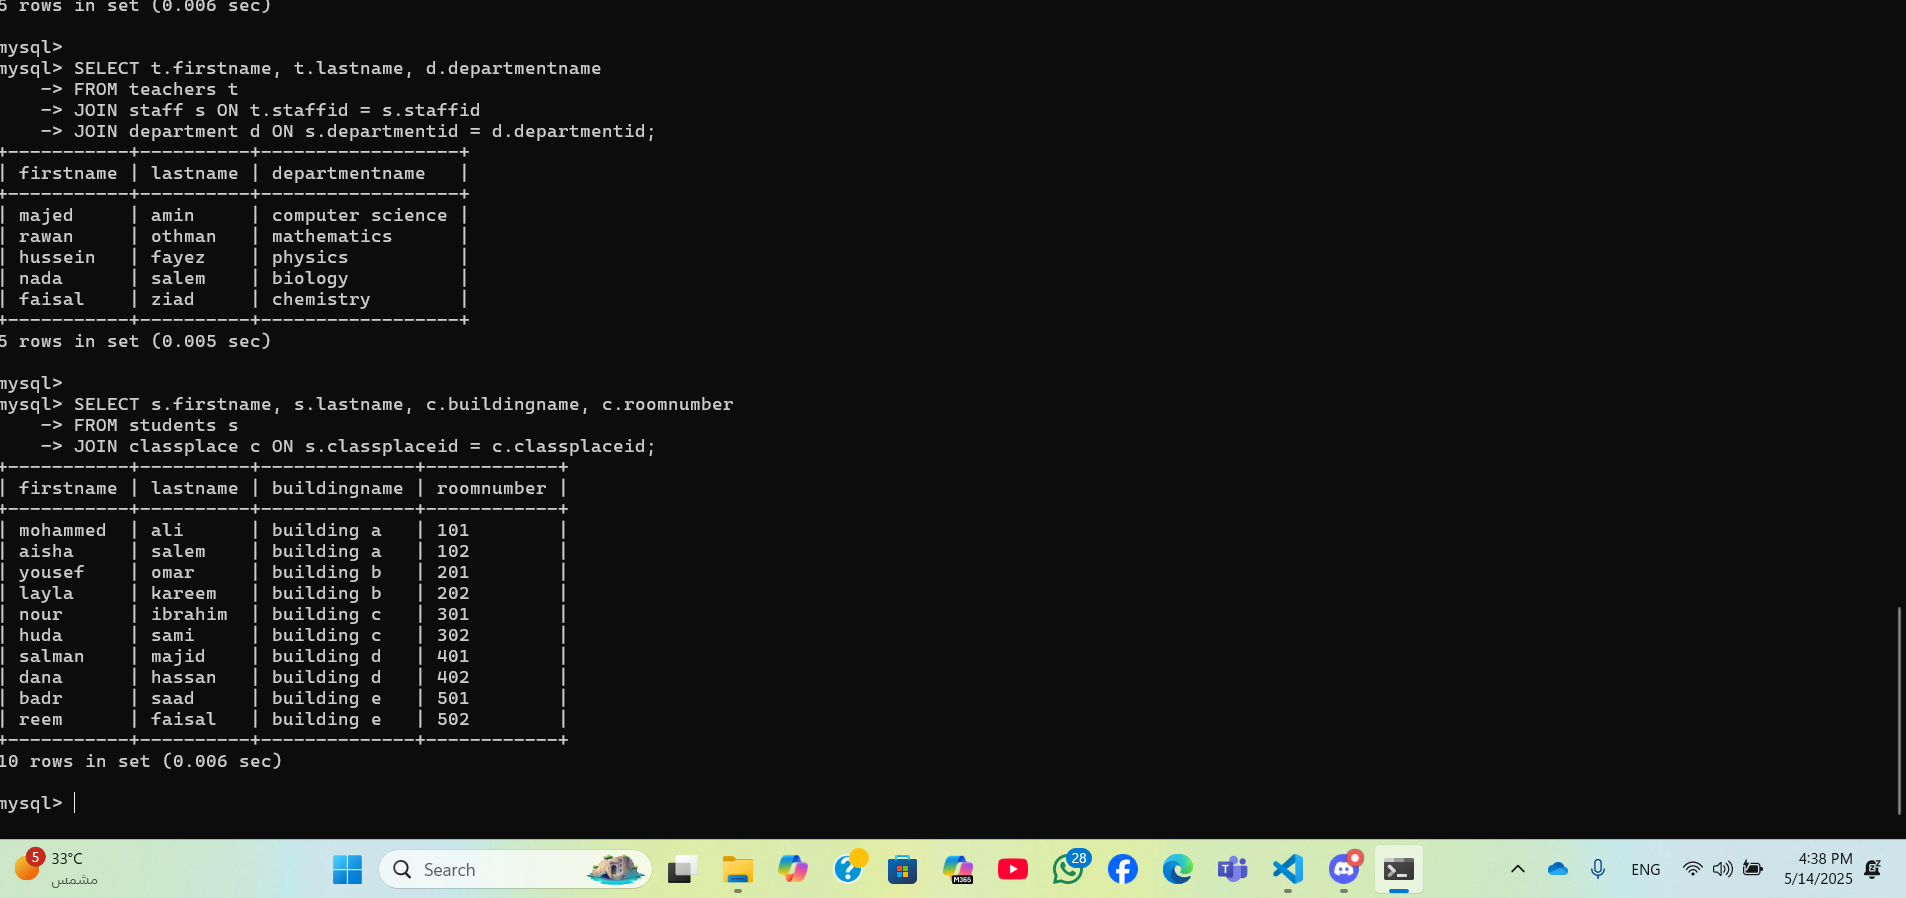 5 rows in set (0.006 sec)
mysql>
mysql> SELECT t.firstname, t.lastname, d.departmentname
    -> FROM teachers t
    -> JOIN staff s ON t.staffid = s.staffid
    -> JOIN department d ON s.departmentid = d.departmentid;
+-----------+----------+------------------+
| firstname | lastname | departmentname   |
+-----------+----------+------------------+
| majed     | amin     | computer science |
| rawan     | othman   | mathematics      |
| hussein   | fayez    | physics          |
| nada      | salem    | biology          |
| faisal    | ziad     | chemistry        |
+-----------+----------+------------------+
5 rows in set (0.005 sec)
mysql>
mysql> SELECT s.firstname, s.lastname, c.buildingname, c.roomnumber
    -> FROM students s
    -> JOIN classplace c ON s.classplaceid = c.classplaceid;
+-----------+----------+--------------+------------+
| firstname | lastname | buildingname | roomnumber |
+-----------+----------+--------------+------------+
| mohammed  | ali      | building a   | 101        |
| aisha     | salem    | building a   | 102        |
| yousef    | omar     | building b   | 201        |
| layla     | kareem   | building b   | 202        |
| nour      | ibrahim  | building c   | 301        |
| huda      | sami     | building c   | 302        |
| salman    | majid    | building d   | 401        |
| dana      | hassan   | building d   | 402        |
| badr      | saad     | building e   | 501        |
| reem      | faisal   | building e   | 502        |
+-----------+----------+--------------+------------+
10 rows in set (0.006 sec)
mysql>
5
33°C
مشمس
Search
M365
28
ENG
4:38 PM
5/14/2025